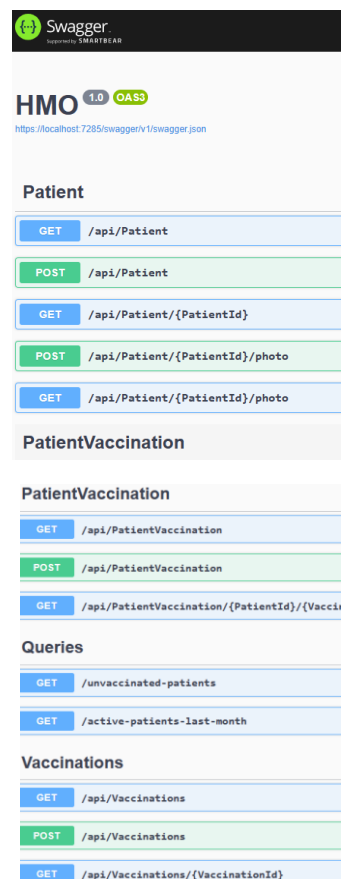 {...} Swagger.
Supported by SMARTBEAR
HMO 1.0 OAS3
https://localhost:7285/swagger/v1/swagger.json
Patient
GET /api/Patient
POST /api/Patient
GET /api/Patient/{PatientId}
POST /api/Patient/{PatientId}/photo
GET /api/Patient/{PatientId}/photo
PatientVaccination
PatientVaccination
GET /api/PatientVaccination
POST /api/PatientVaccination
GET /api/PatientVaccination/{PatientId}/{Vaccin
Queries
GET /unvaccinated-patients
GET /active-patients-last-month
Vaccinations
GET /api/Vaccinations
POST /api/Vaccinations
GET /api/Vaccinations/{VaccinationId}